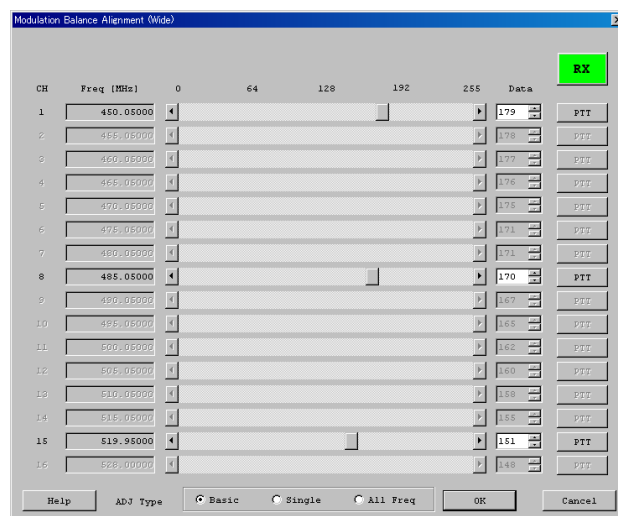 Modulation Balance Alignment (Wide)
RX
CH Freq [MHz] 0 64 128 192 255 Data
1 450.05000 179 PTT
2 455.05000 178 PTT
3 460.05000 177 PTT
4 465.05000 176 PTT
5 470.05000 175 PTT
6 475.05000 171 PTT
7 480.05000 171 PTT
8 485.05000 170 PTT
9 490.05000 167 PTT
10 495.05000 165 PTT
11 500.05000 162 PTT
12 505.05000 160 PTT
13 510.05000 158 PTT
14 515.05000 155 PTT
15 519.95000 151 PTT
16 528.00000 148 PTT
Help ADJ Type Basic Single All Freq OK Cancel